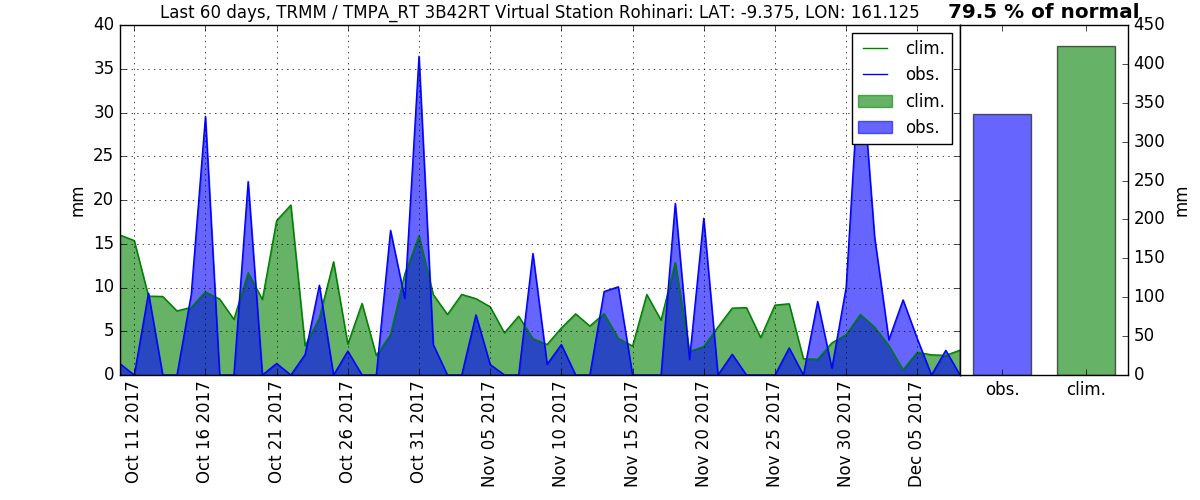 Last 60 days, TRMM / TMPA_RT 3B42RT Virtual Station Rohinari: LAT: -9.375, LON: 161.125
79.5 % of normal
mm
40
35
30
25
20
15
10
5
0
clim.
obs.
clim.
obs.
Oct 11 2017
Oct 16 2017
Oct 21 2017
Oct 26 2017
Oct 31 2017
Nov 05 2017
Nov 10 2017
Nov 15 2017
Nov 20 2017
Nov 25 2017
Nov 30 2017
Dec 05 2017
obs.
clim.
450
400
350
300
250
200
150
100
50
0
mm